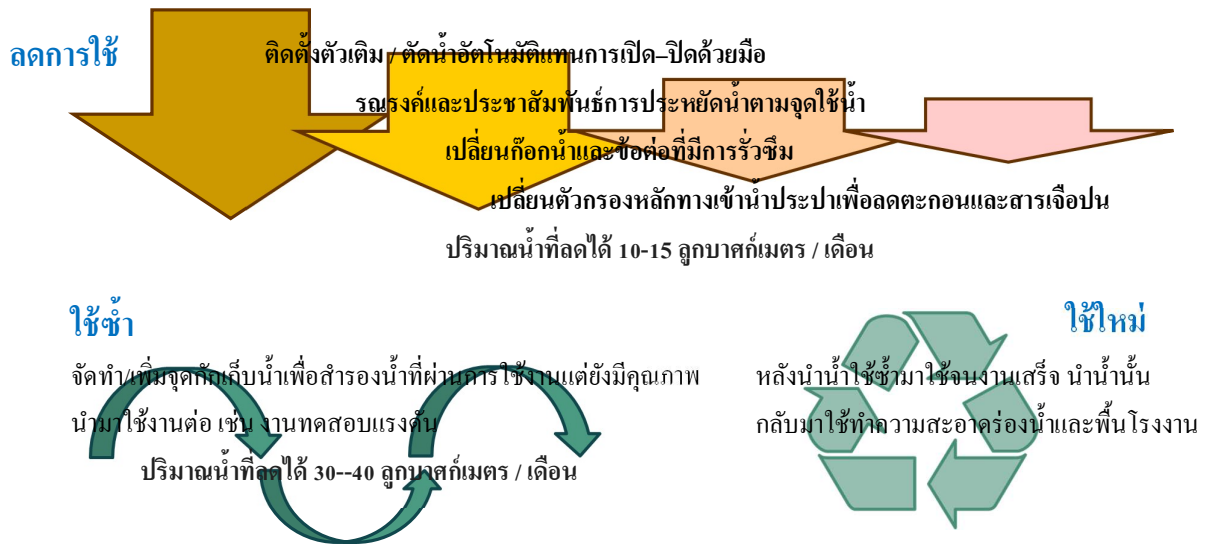 ลดการใช้
ติดตั้งตัวเติม / ตัดน้ำอัตโนมัติแทนการเปิด–ปิดด้วยมือ
รณรงค์และประชาสัมพันธ์การประหยัดน้ำตามจุดใช้น้ำ
เปลี่ยนก๊อกน้ำและข้อต่อที่มีการรั่วซึม
เปลี่ยนตัวกรองหลักทางเข้าน้ำประปาเพื่อลดตะกอนและสารเจือปน
ปริมาณน้ำที่ลดได้ 10-15 ลูกบาศก์เมตร / เดือน
ใช้ซ้ำ
จัดทำ/เพิ่มจุดกักเก็บน้ำเพื่อสำรองน้ำที่ผ่านการใช้งานแต่ยังมีคุณภาพ
นำมาใช้งานต่อ เช่น งานทดสอบแรงดัน
ปริมาณน้ำที่ลดได้ 30--40 ลูกบาศก์เมตร / เดือน
ใช้ใหม่
หลังนำน้ำใช้ซ้ำมาใช้จนงานเสร็จ นำน้ำนั้น
กลับมาใช้ทำความสะอาดร่องน้ำและพื้นโรงงาน